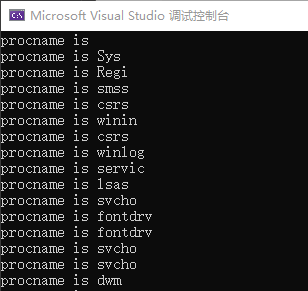 Microsoft Visual Studio 调试控制台
procname is
procname is Sys
procname is Regi
procname is smss
procname is csrs
procname is winin
procname is csrs
procname is winlog
procname is servic
procname is lsas
procname is svcho
procname is fontdrv
procname is fontdrv
procname is svcho
procname is svcho
procname is dwm